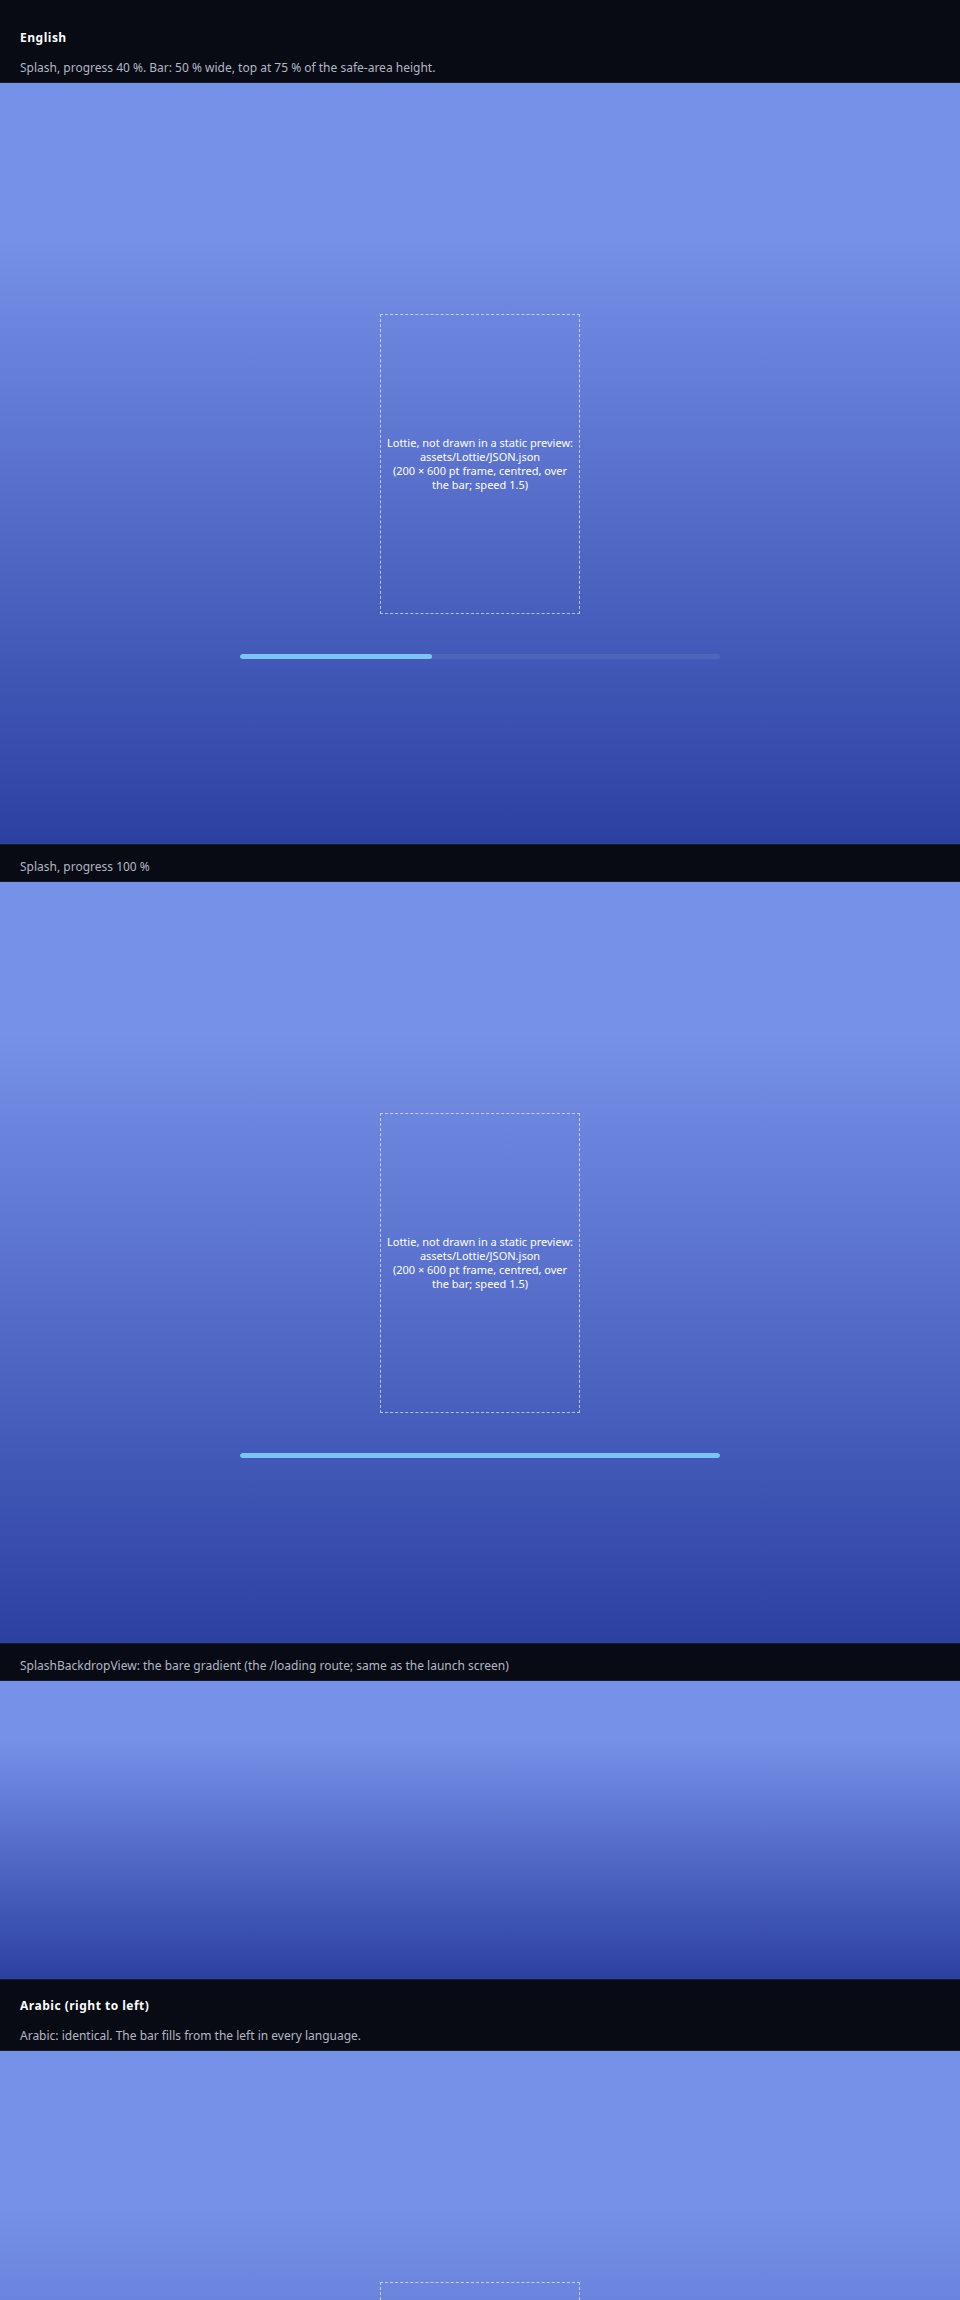 English
Splash, progress 40 %. Bar: 50 % wide, top at 75 % of the safe-area height.
Lottie, not drawn in a static preview:
assets/Lottie/JSON.json
(200 × 600 pt frame, centred, over
the bar; speed 1.5)
Splash, progress 100 %
Lottie, not drawn in a static preview:
assets/Lottie/JSON.json
(200 × 600 pt frame, centred, over
the bar; speed 1.5)
SplashBackdropView: the bare gradient (the /loading route; same as the launch screen)
Arabic (right to left)
Arabic: identical. The bar fills from the left in every language.